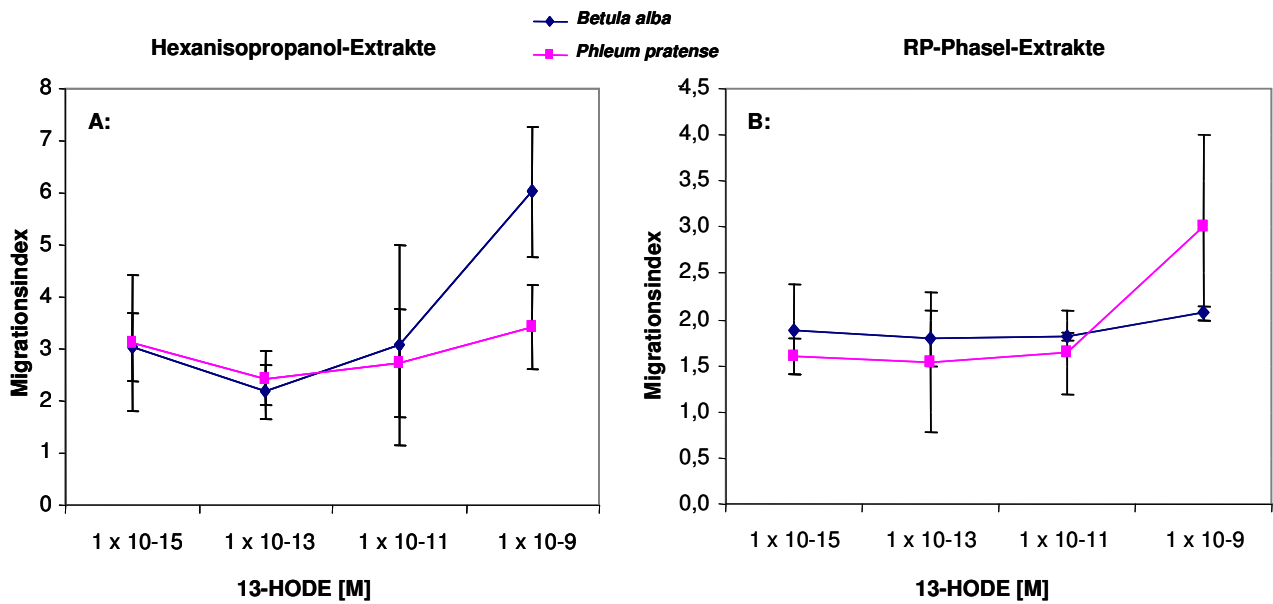 Betula alba
Phleum pratense
Hexanisopropanol-Extrakte
A:
8
7
6
5
4
3
2
1
0
Migrationsindex
1 x 10-15 1 x 10-13 1 x 10-11 1 x 10-9
13-HODE [M]
RP-Phasel-Extrakte
B:
4,5
4,0
3,5
3,0
2,5
2,0
1,5
1,0
0,5
0,0
Migrationsindex
1 x 10-15 1 x 10-13 1 x 10-11 1 x 10-9
13-HODE [M]